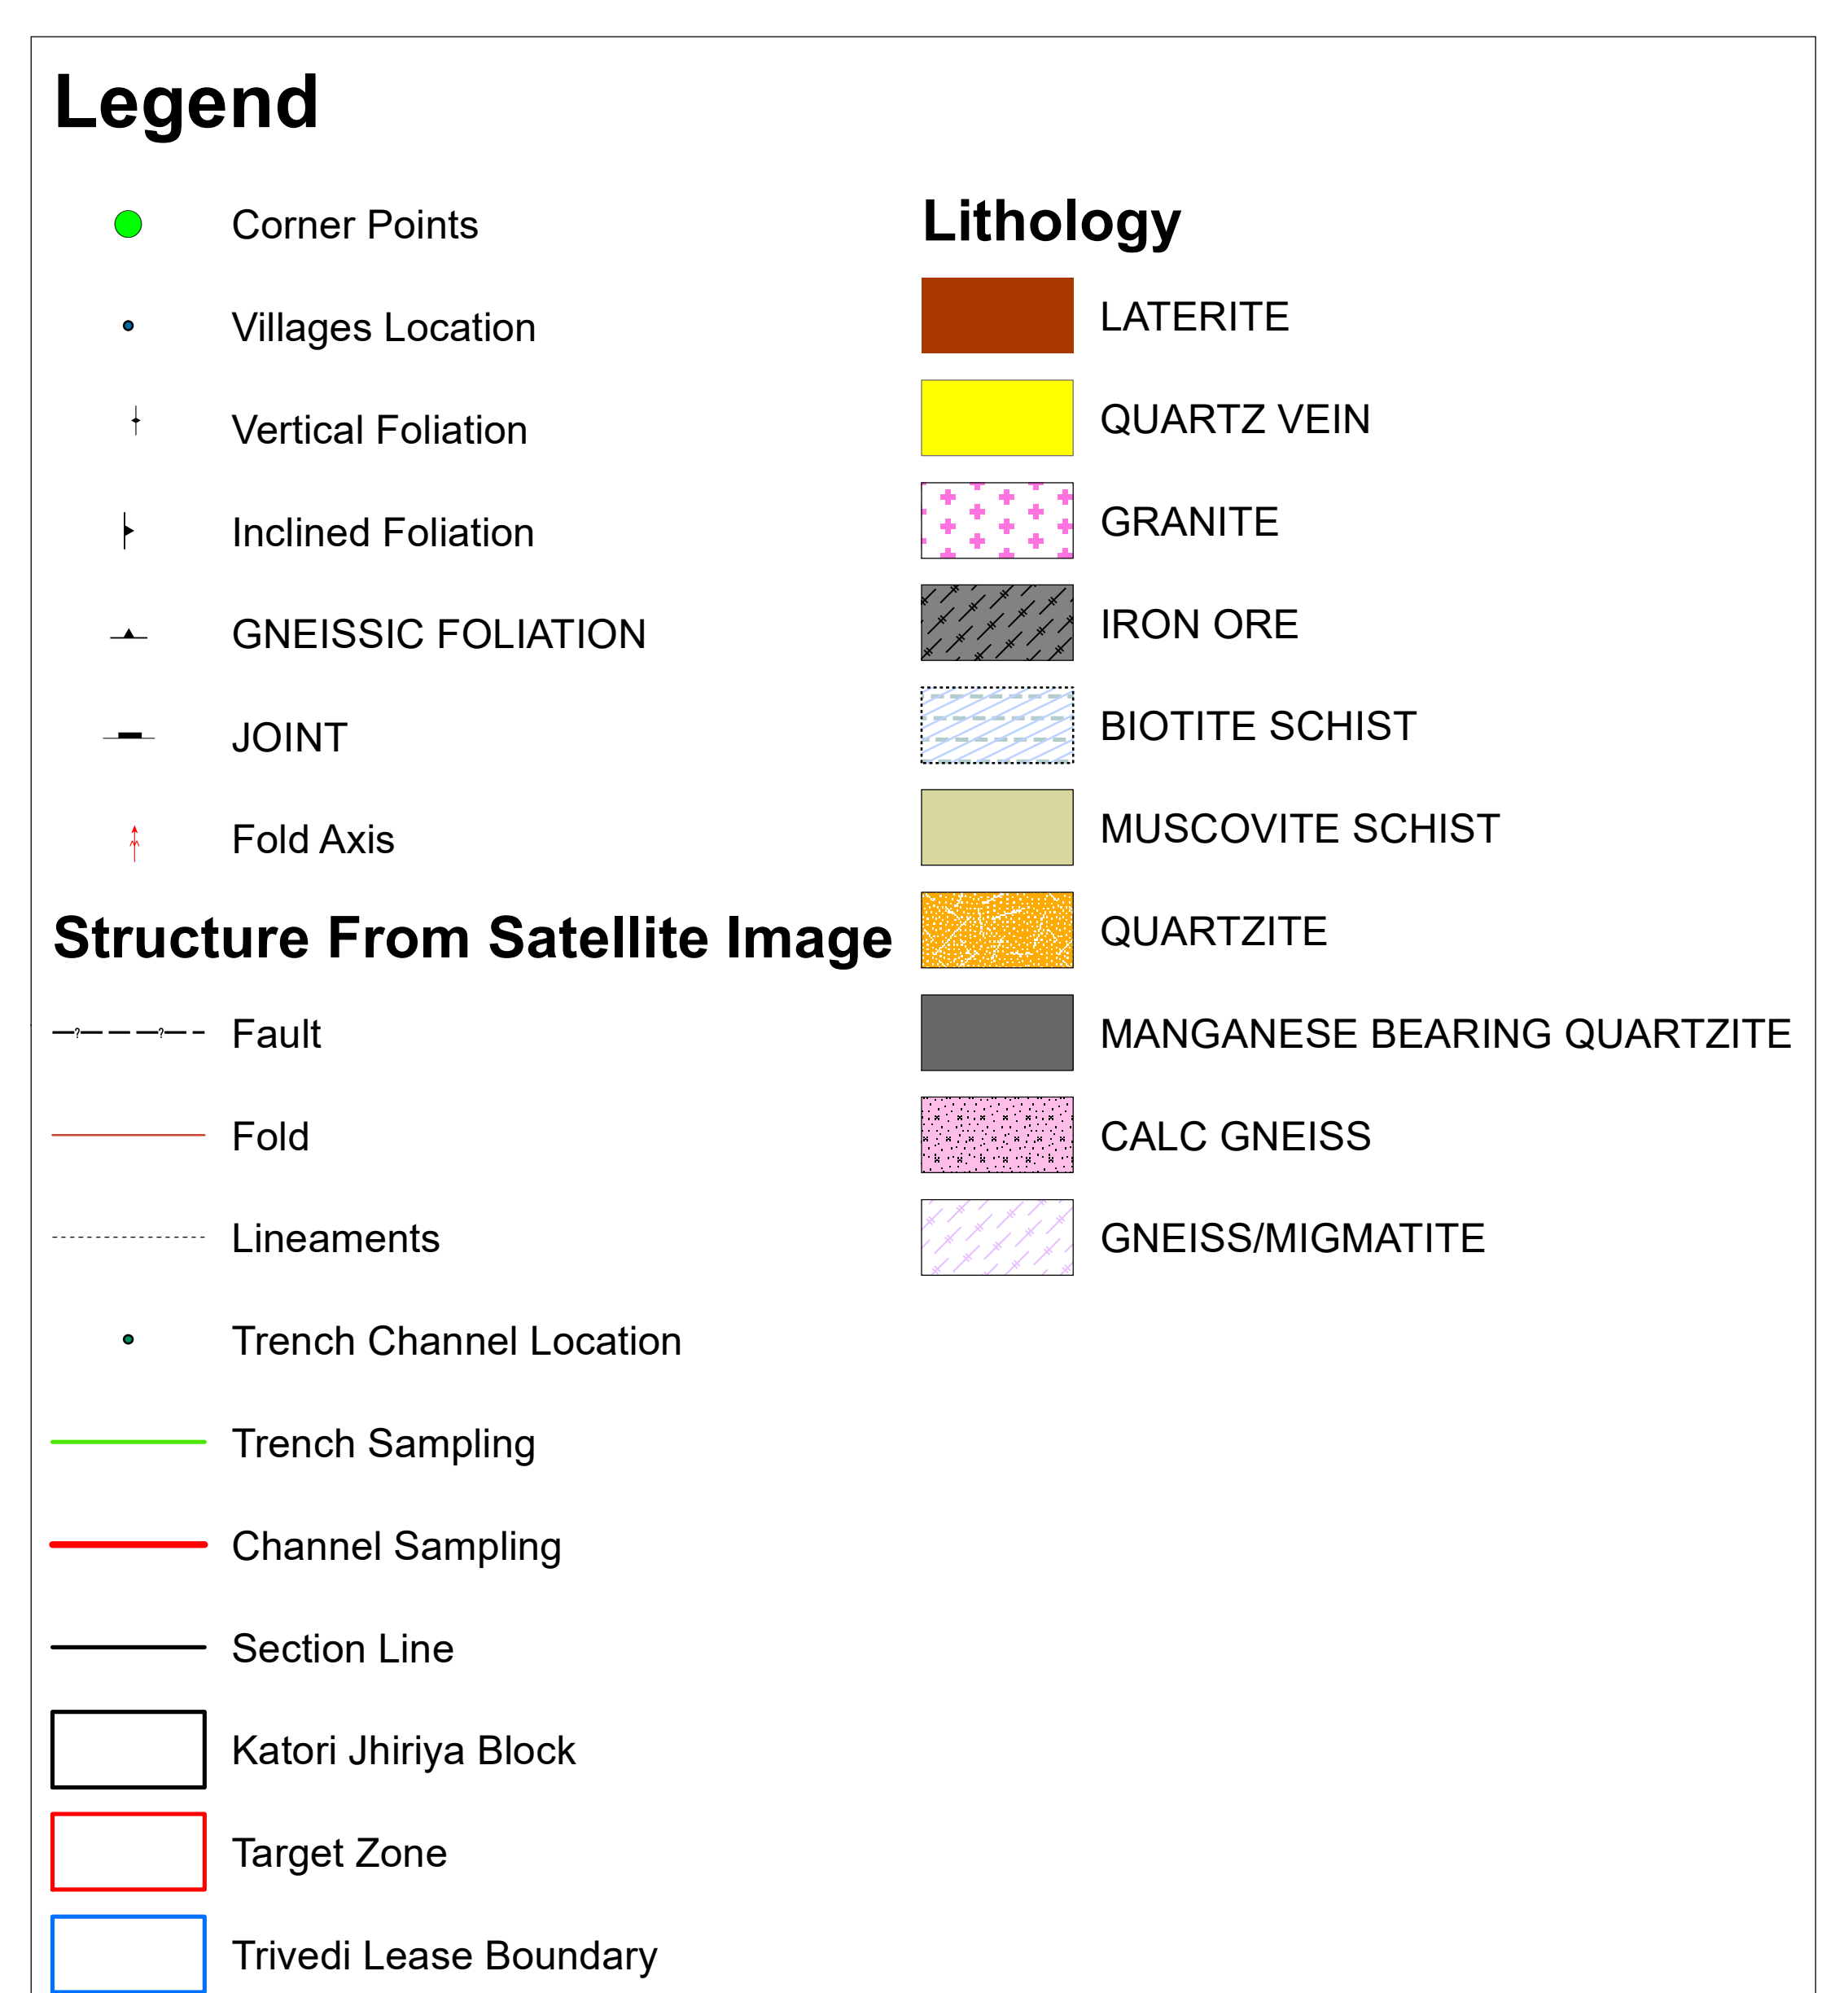 Legend
Corner Points
Villages Location
Vertical Foliation
Inclined Foliation
GNEISSIC FOLIATION
JOINT
Fold Axis
Structure From Satellite Image
? ?
Fault
Fold
Lineaments
Trench Channel Location
Trench Sampling
Channel Sampling
Section Line
Katori Jhiriya Block
Target Zone
Trivedi Lease Boundary
Lithology
LATERITE
QUARTZ VEIN
GRANITE
IRON ORE
BIOTITE SCHIST
MUSCOVITE SCHIST
QUARTZITE
MANGANESE BEARING QUARTZITE
CALC GNEISS
GNEISS/MIGMATITE